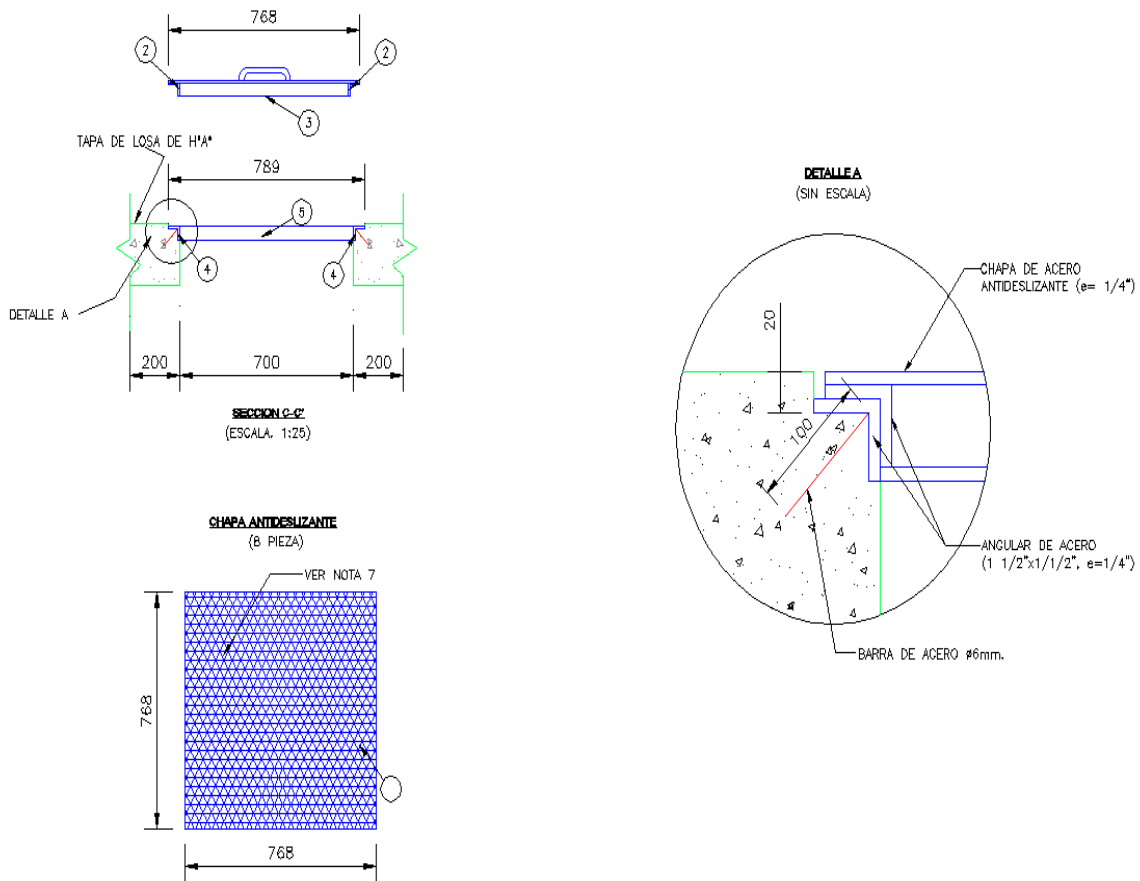 768
2
2
3
TAPA DE LOSA DE H'A'
789
5
4
4
DETALLE A
200
700
200
SECCION C-C'
(ESCALA. 1:25)
CHAPA ANTIDESLIZANTE
(8 PIEZA)
VER NOTA 7
768
768
DETALLE A
(SIN ESCALA)
CHAPA DE ACERO
ANTIDESLIZANTE (e= 1/4")
20
100
ANGULAR DE ACERO
(1 1/2"x1/1/2", e=1/4")
BARRA DE ACERO ø6mm.